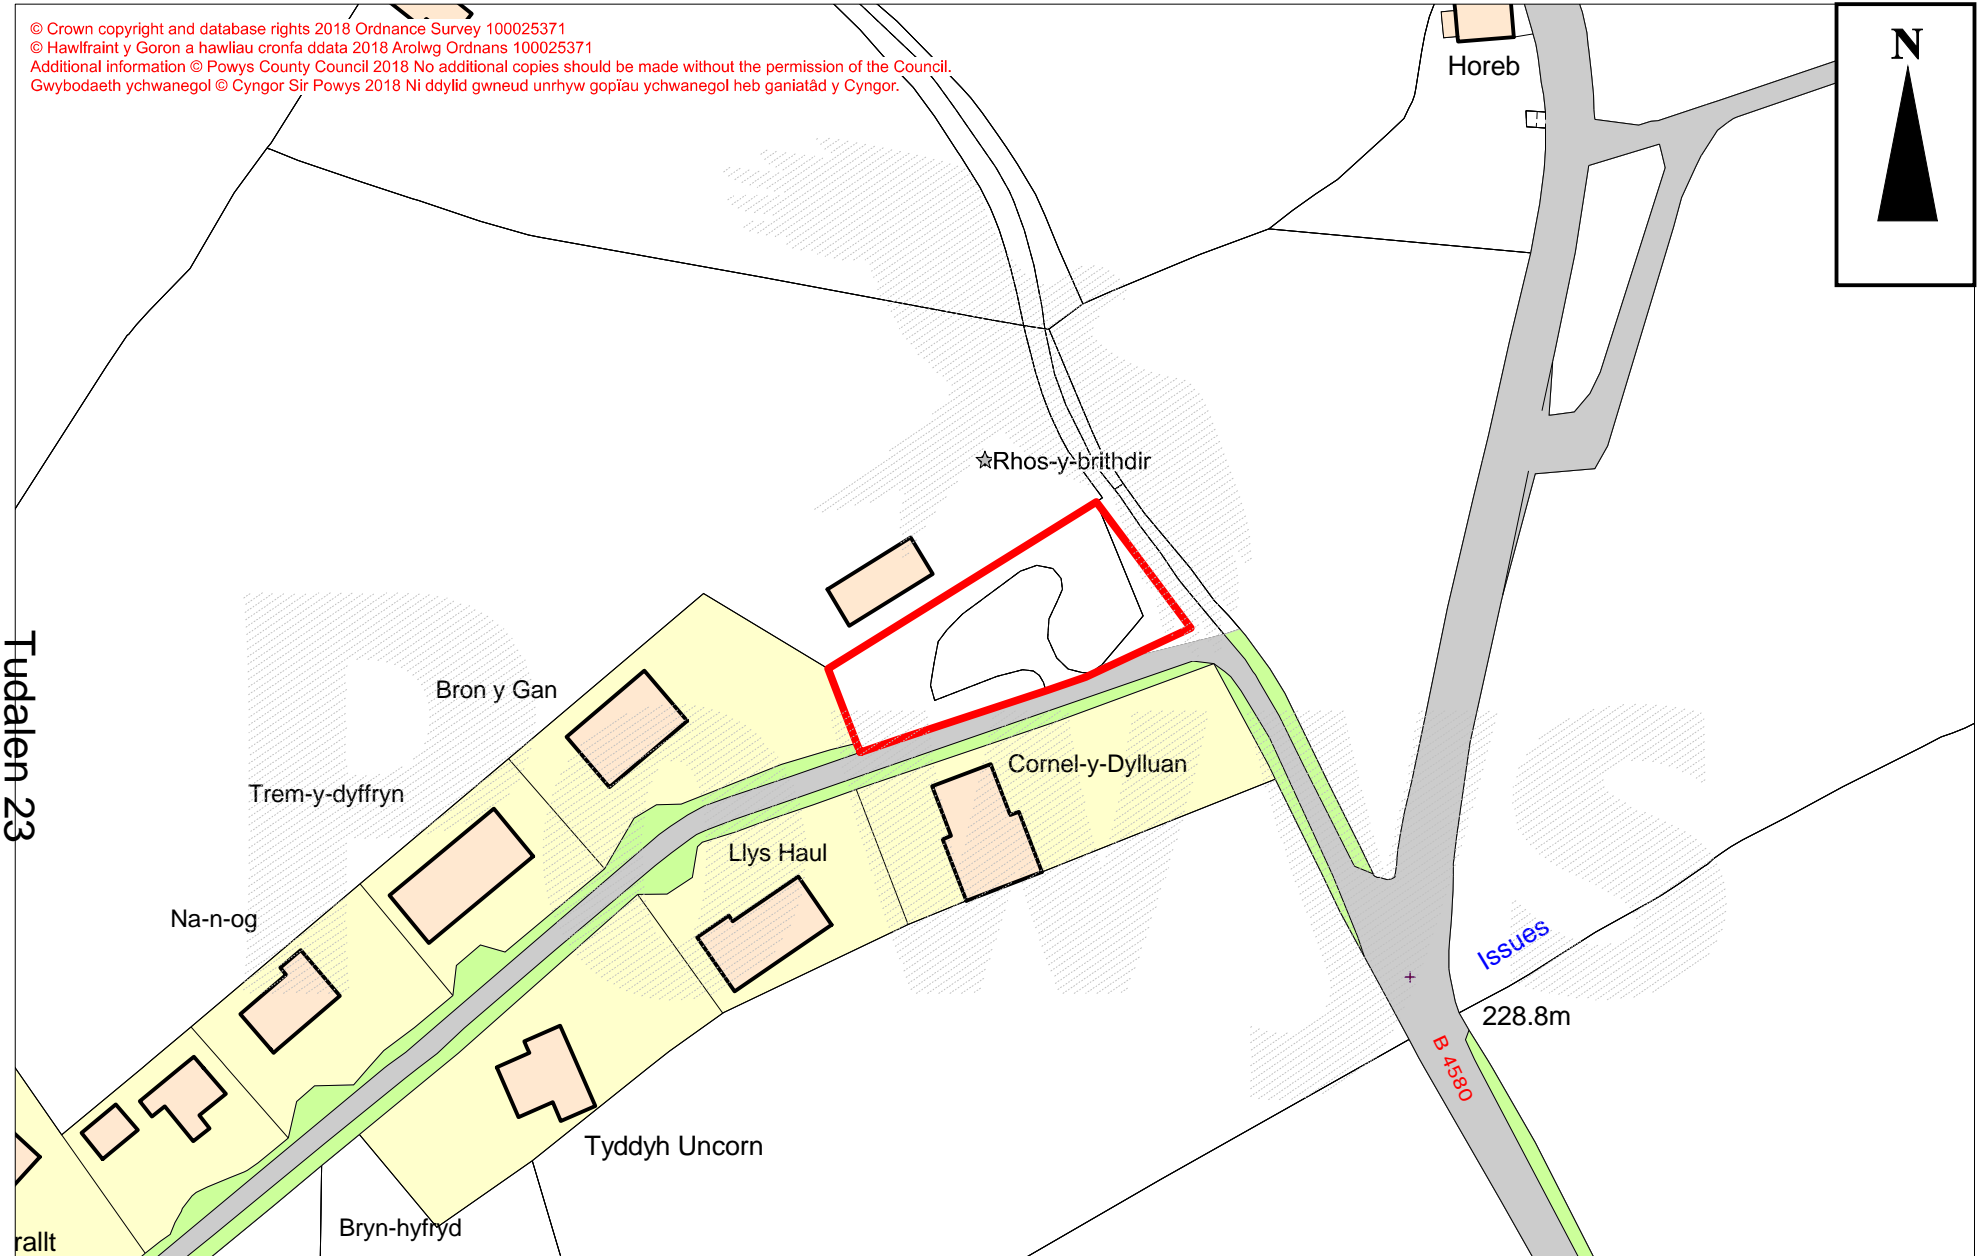 © Crown copyright and database rights 2018 Ordnance Survey 100025371
© Hawlfraint y Goron a hawliau cronfa ddata 2018 Arolwg Ordnans 100025371
Additional information © Powys County Council 2018 No additional copies should be made without the permission of the Council.
Gwybodaeth ychwanegol © Cyngor Sir Powys 2018 Ni ddylid gwneud unrhyw gopïau ychwanegol heb ganiatâd y Cyngor.
N
Horeb
Rhos-y-brithdir
Tudalen 23
Bron y Gan
Cornel-y-Dylluan
Trem-y-dyffryn
Llys Haul
Na-n-og
Issues
228.8m
B 4580
Tyddyh Uncorn
Bryn-hyfryd
rallt
Powys